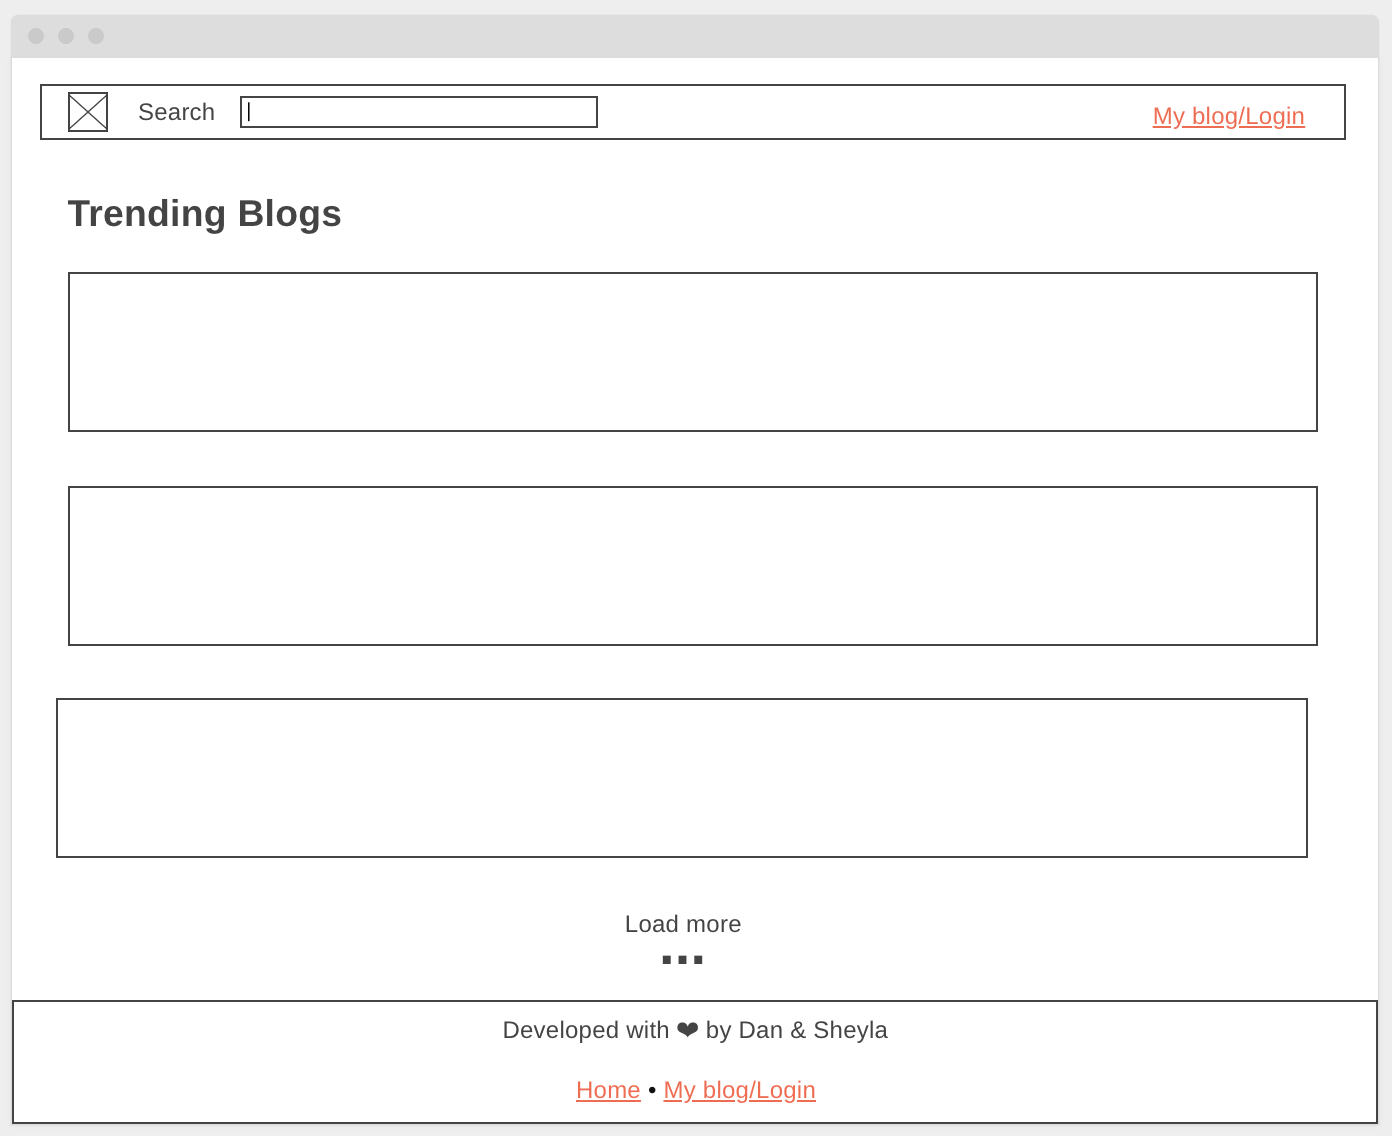 Search
My blog/Login
Trending Blogs
Load more
...
Developed with ❤ by Dan & Sheyla
Home • My blog/Login